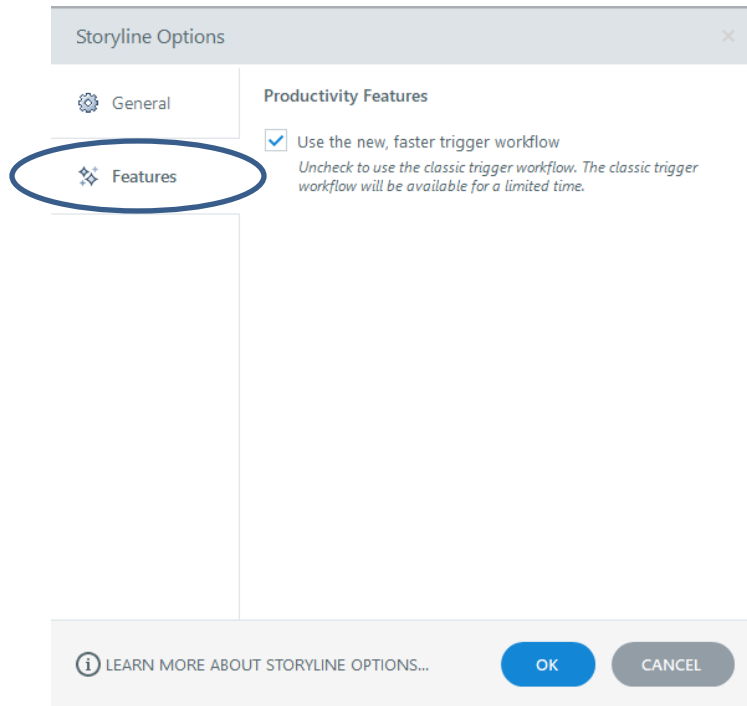 Storyline Options
General
Features
Productivity Features
Use the new, faster trigger workflow
Uncheck to use the classic trigger workflow. The classic trigger
workflow will be available for a limited time.
LEARN MORE ABOUT STORYLINE OPTIONS...
OK
CANCEL